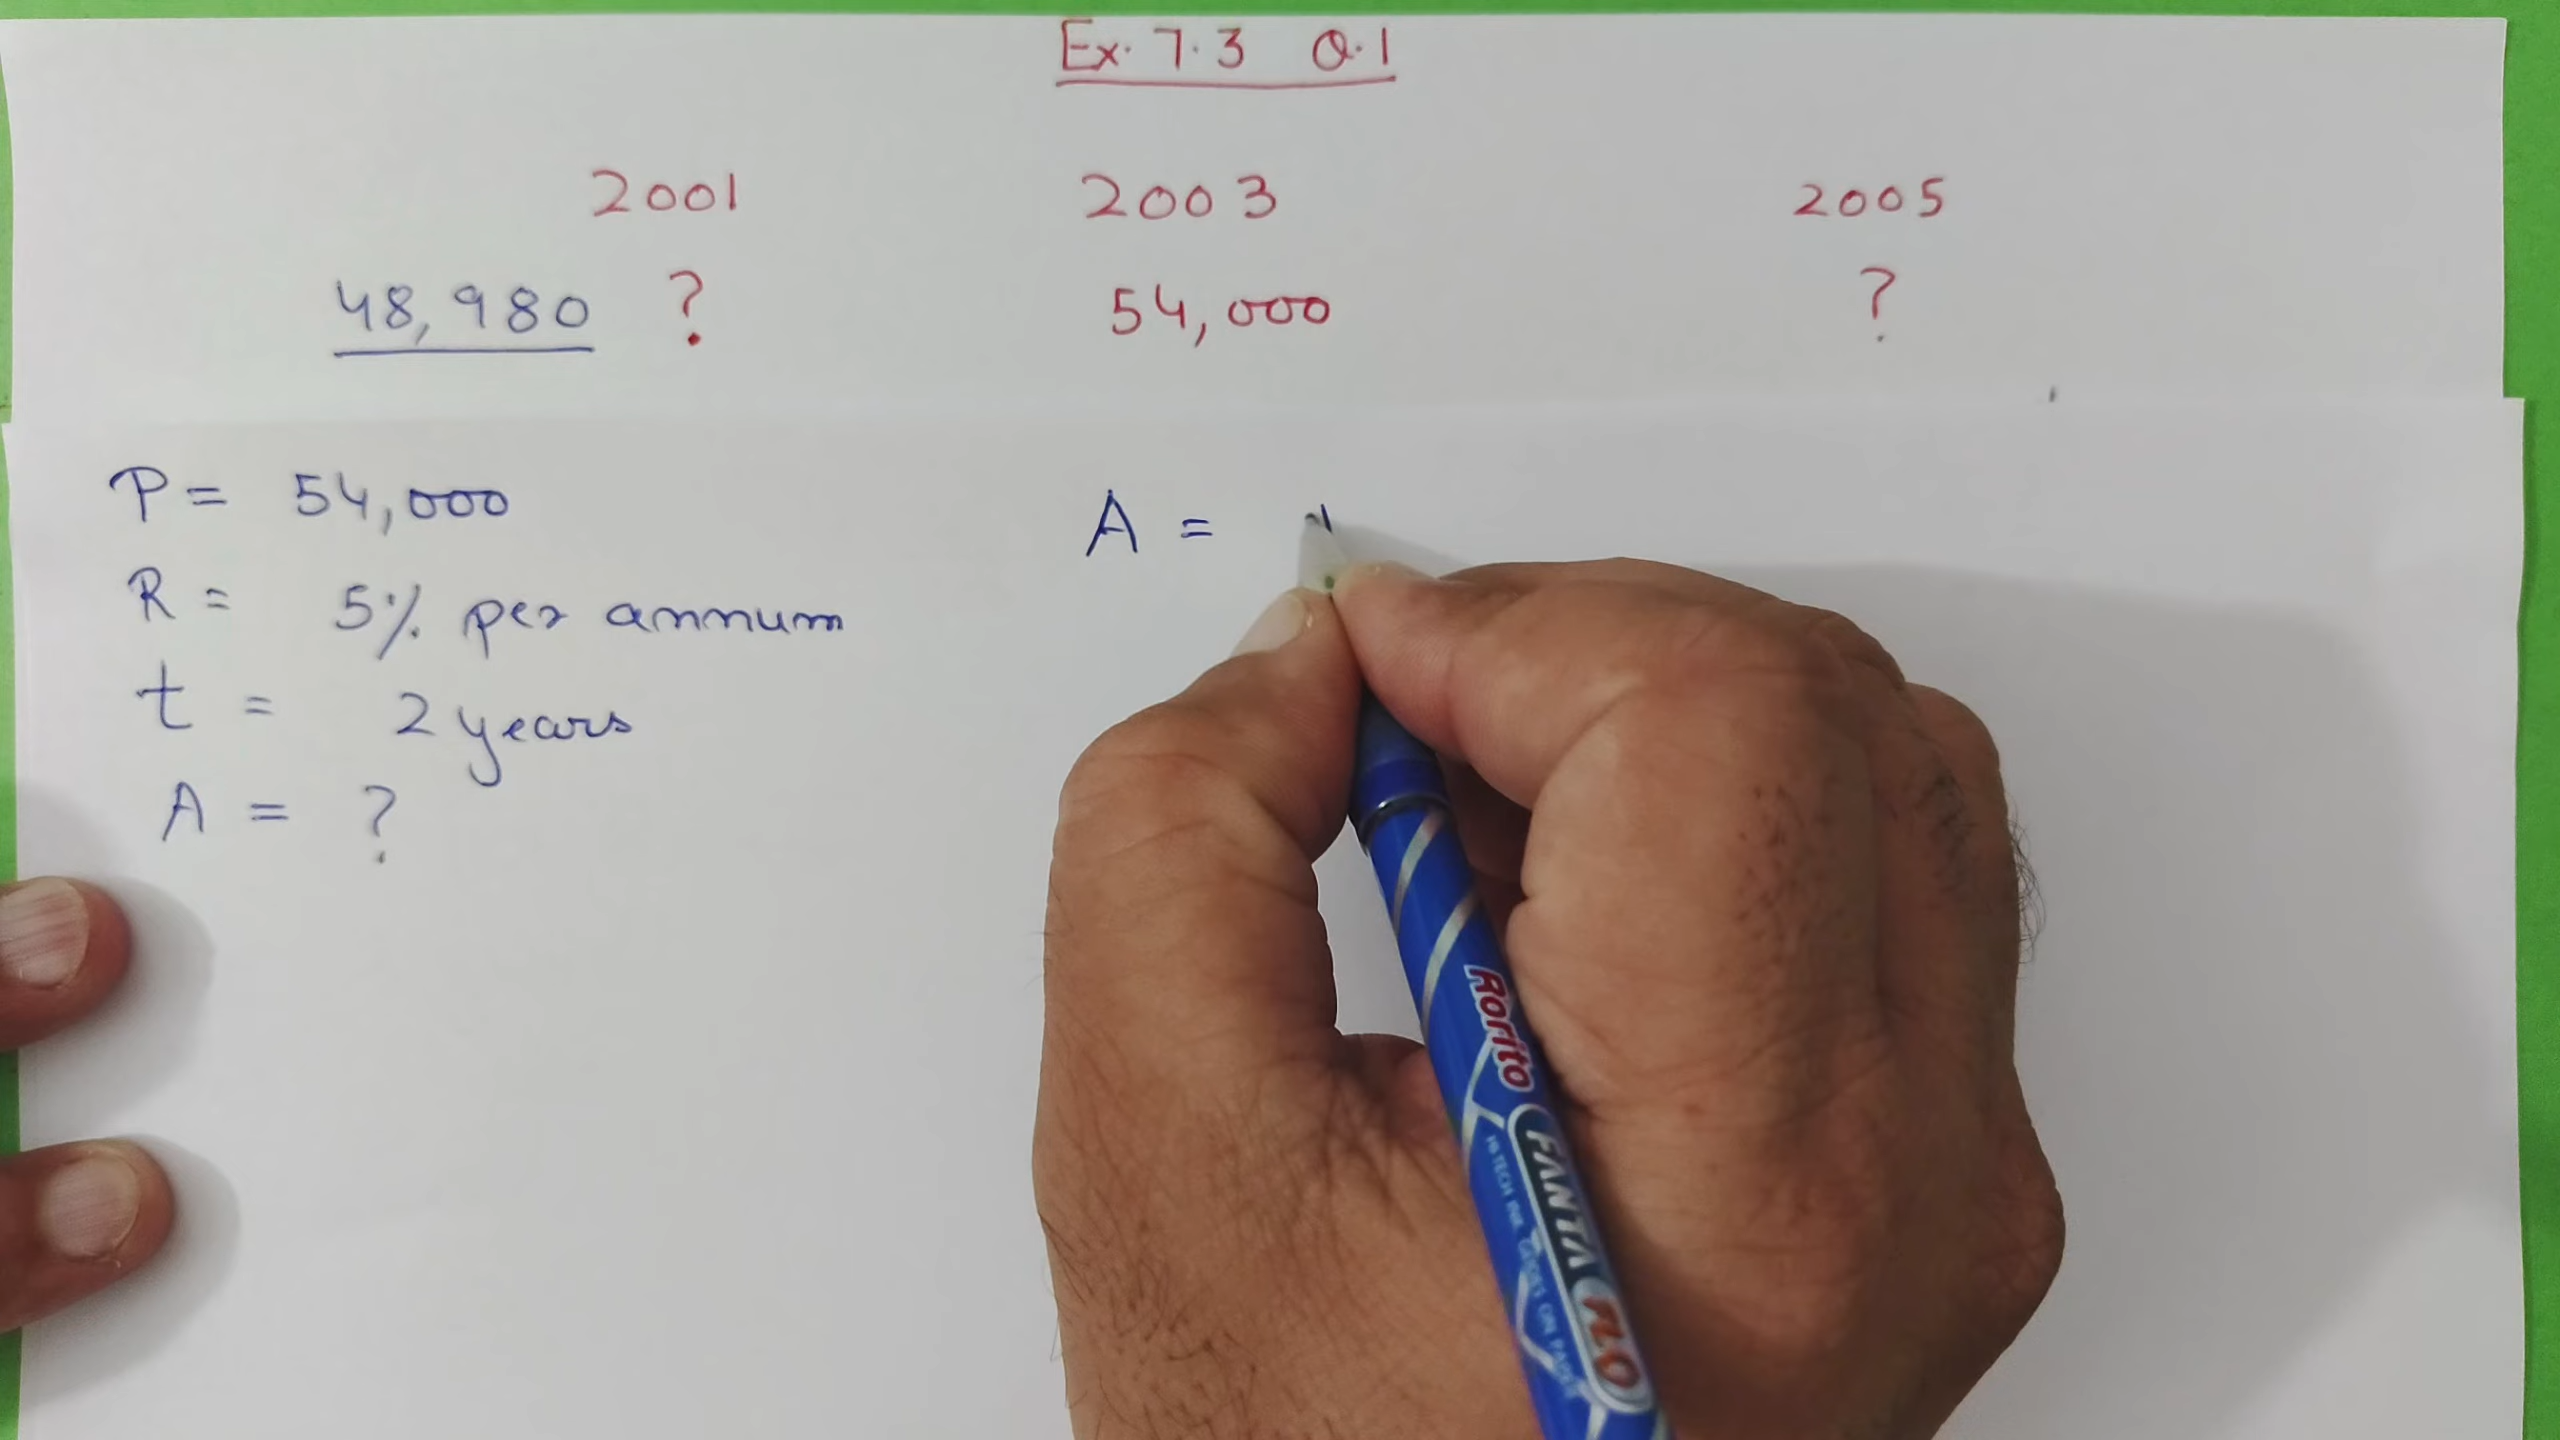 Ex. 7.3 Q.1
2001 2003 2005
48,980 ? 54,000 ?
P = 54,000
R = 5% per annum
t = 2 years
A = ?
A =
Rorito
FANTA FLO